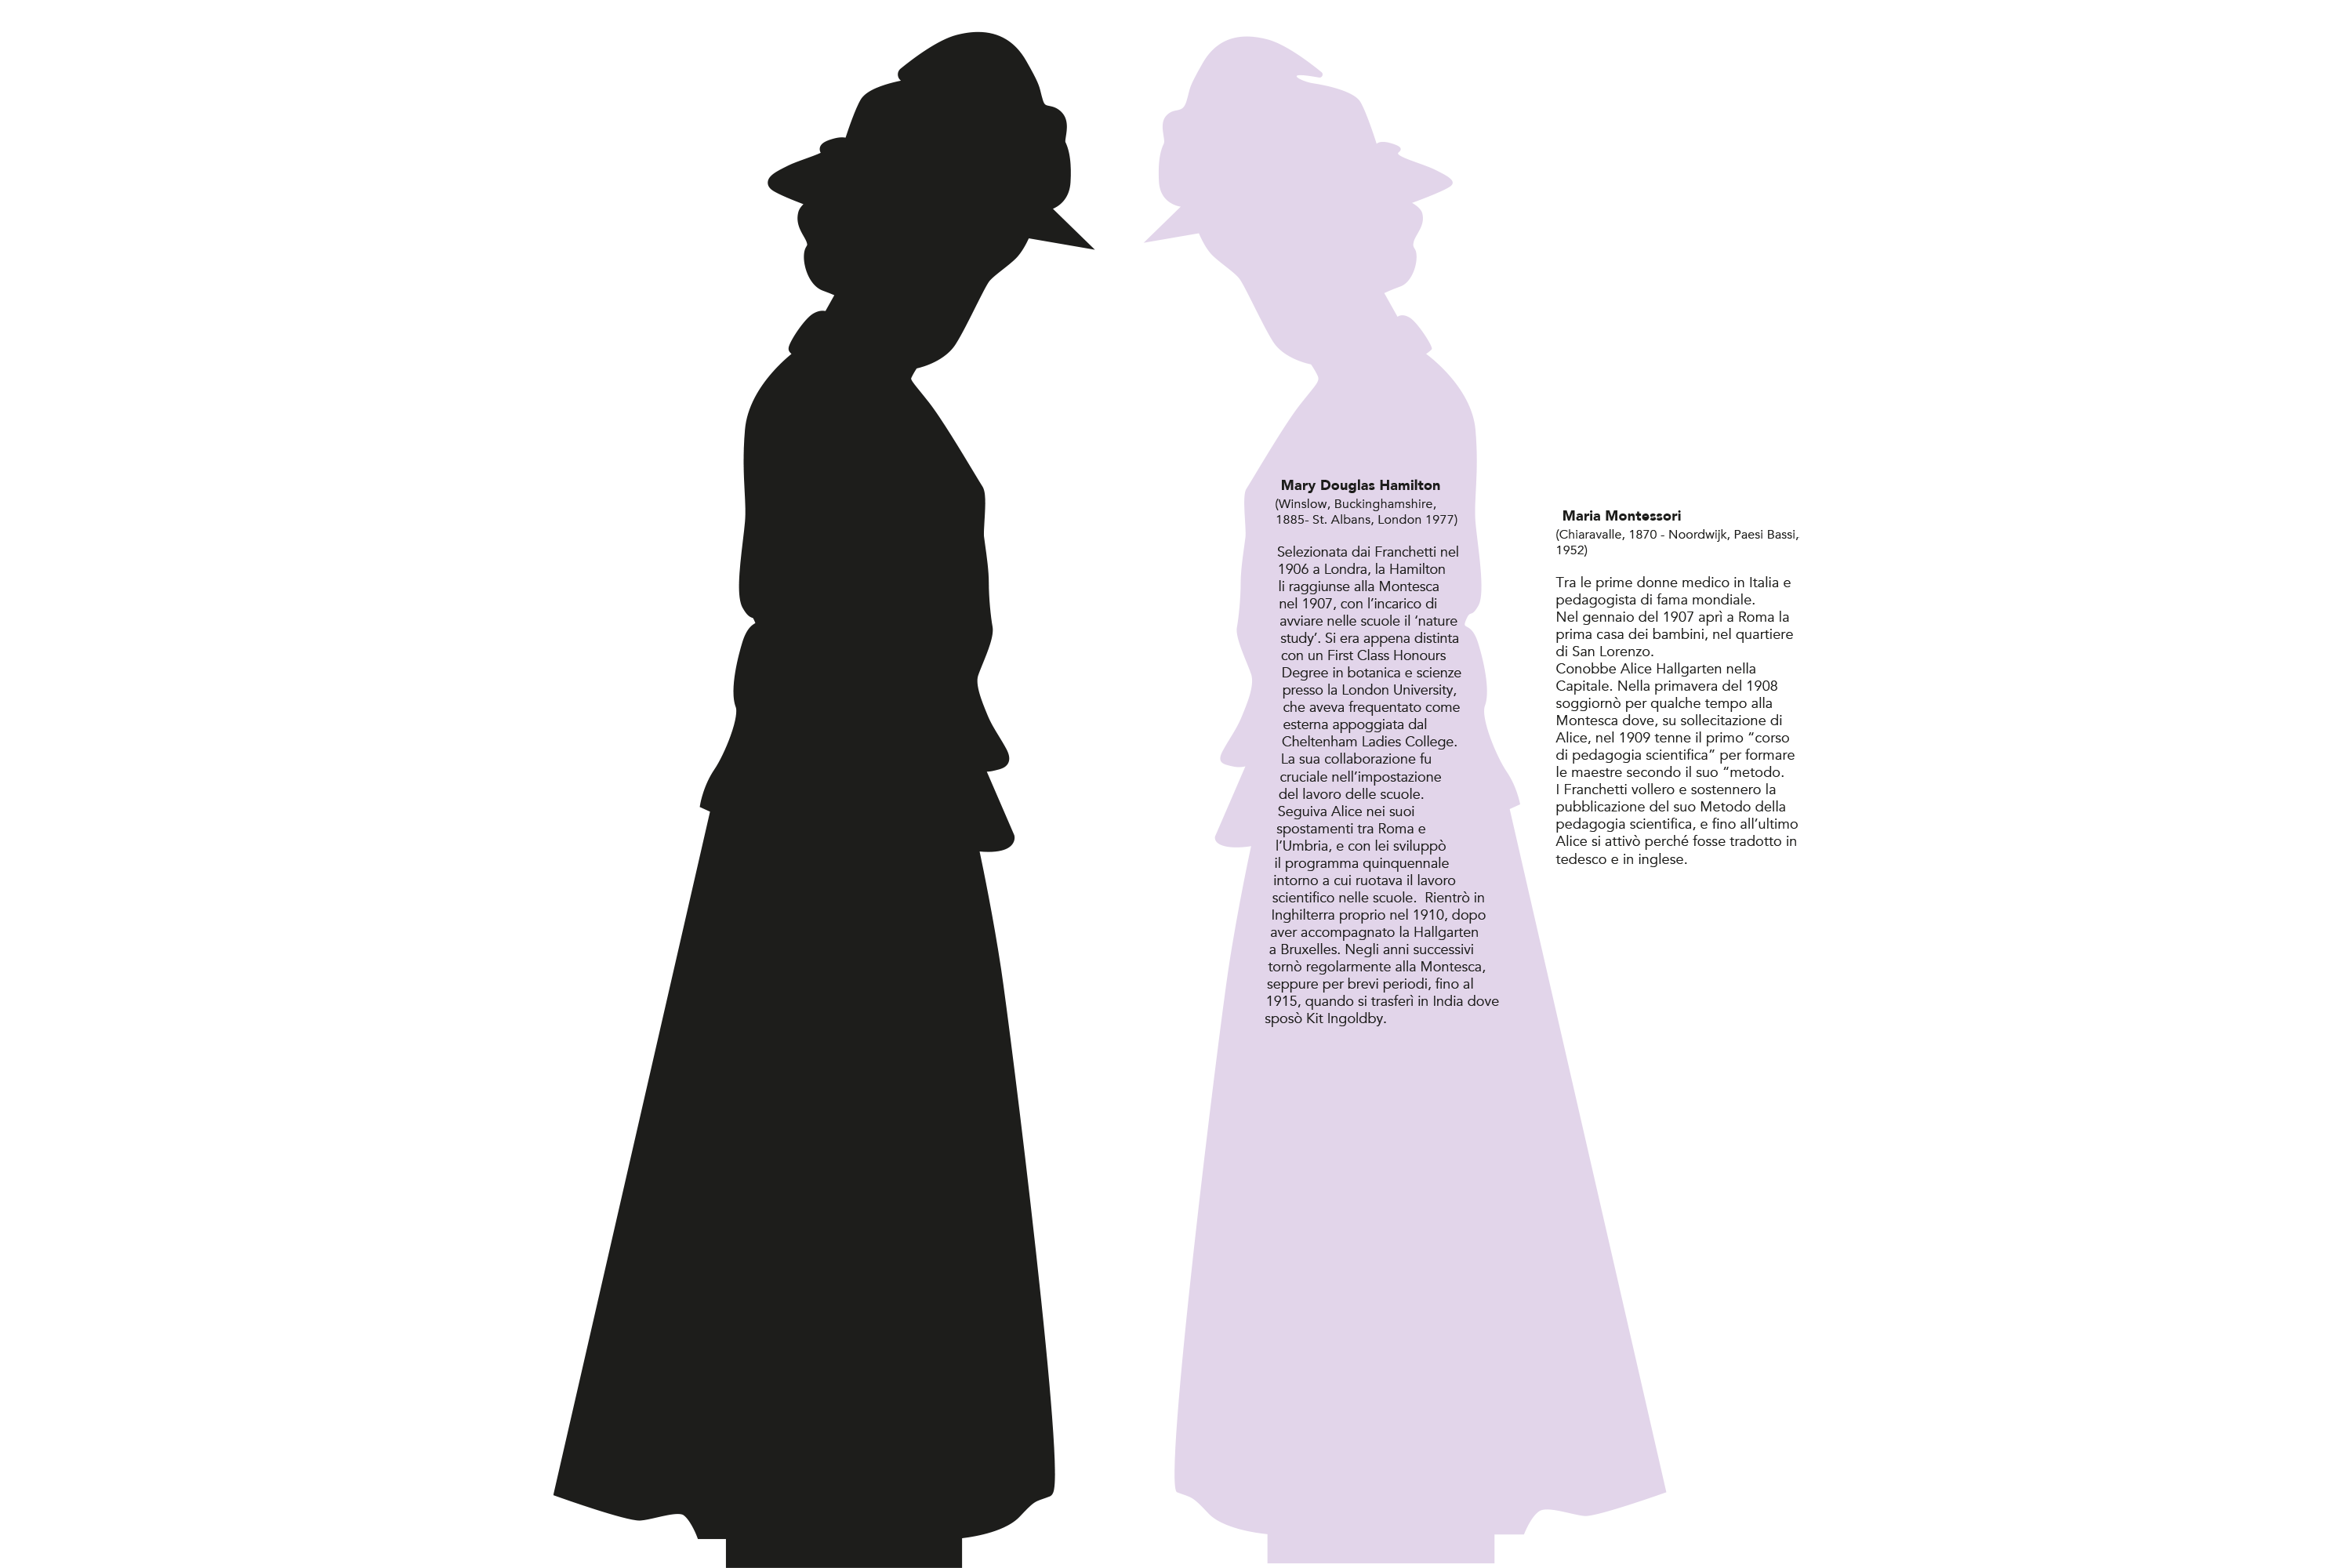 Mary Douglas Hamilton
(Winslow, Buckinghamshire,
1885- St. Albans, London 1977)
Selezionata dai Franchetti nel
1906 a Londra, la Hamilton
li raggiunse alla Montesca
nel 1907, con l’incarico di
avviare nelle scuole il ‘nature
study’. Si era appena distinta
con un First Class Honours
Degree in botanica e scienze
presso la London University,
che aveva frequentato come
esterna appoggiata dal
Cheltenham Ladies College.
La sua collaborazione fu
cruciale nell’impostazione
del lavoro delle scuole.
Seguiva Alice nei suoi
spostamenti tra Roma e
l’Umbria, e con lei sviluppò
il programma quinquennale
intorno a cui ruotava il lavoro
scientifico nelle scuole.  Rientrò in
Inghilterra proprio nel 1910, dopo
aver accompagnato la Hallgarten
a Bruxelles. Negli anni successivi
tornò regolarmente alla Montesca,
seppure per brevi periodi, fino al
1915, quando si trasferì in India dove
sposò Kit Ingoldby.
Maria Montessori
(Chiaravalle, 1870 - Noordwijk, Paesi Bassi,
1952)
Tra le prime donne medico in Italia e
pedagogista di fama mondiale.
Nel gennaio del 1907 aprì a Roma la
prima casa dei bambini, nel quartiere
di San Lorenzo.
Conobbe Alice Hallgarten nella
Capitale. Nella primavera del 1908
soggiornò per qualche tempo alla
Montesca dove, su sollecitazione di
Alice, nel 1909 tenne il primo “corso
di pedagogia scientifica” per formare
le maestre secondo il suo “metodo.
I Franchetti vollero e sostennero la
pubblicazione del suo Metodo della
pedagogia scientifica, e fino all’ultimo
Alice si attivò perché fosse tradotto in
tedesco e in inglese.